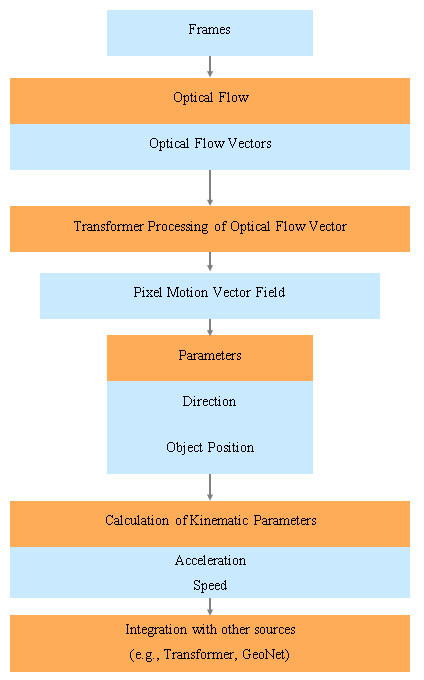 Frames
Optical Flow
Optical Flow Vectors
Transformer Processing of Optical Flow Vector
Pixel Motion Vector Field
Parameters
Direction
Object Position
Calculation of Kinematic Parameters
Acceleration
Speed
Integration with other sources
(e.g., Transformer, GeoNet)